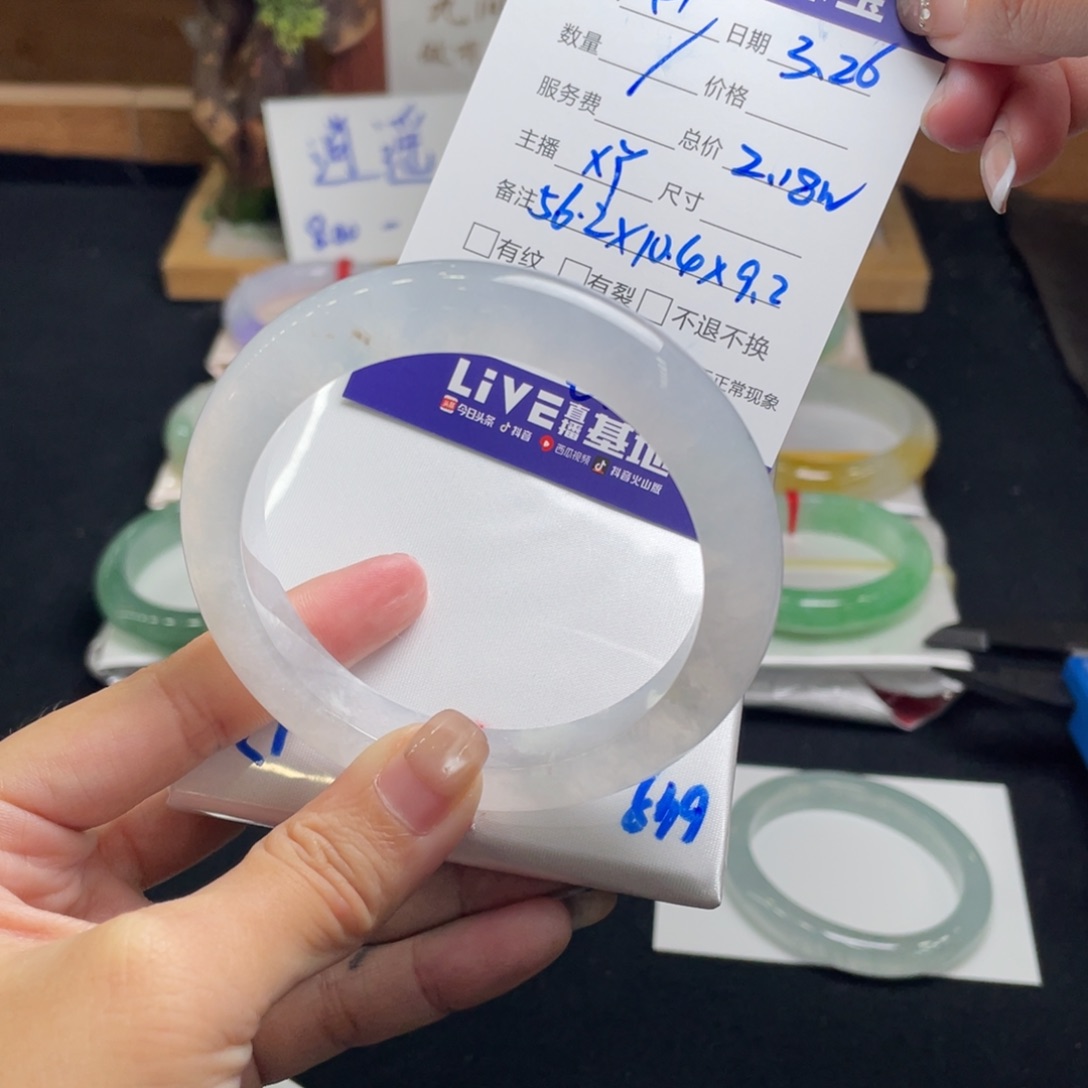 日期 3.26
数量 1 价格
服务费 总价 2.18w
主播 XY 尺寸
备注 56.2X10.6X9.2
□有纹 □有裂 □不退不换
正常现象
LiVE 直播基地
今日头条 抖音 西瓜视频 抖音火山版
逍遥
649